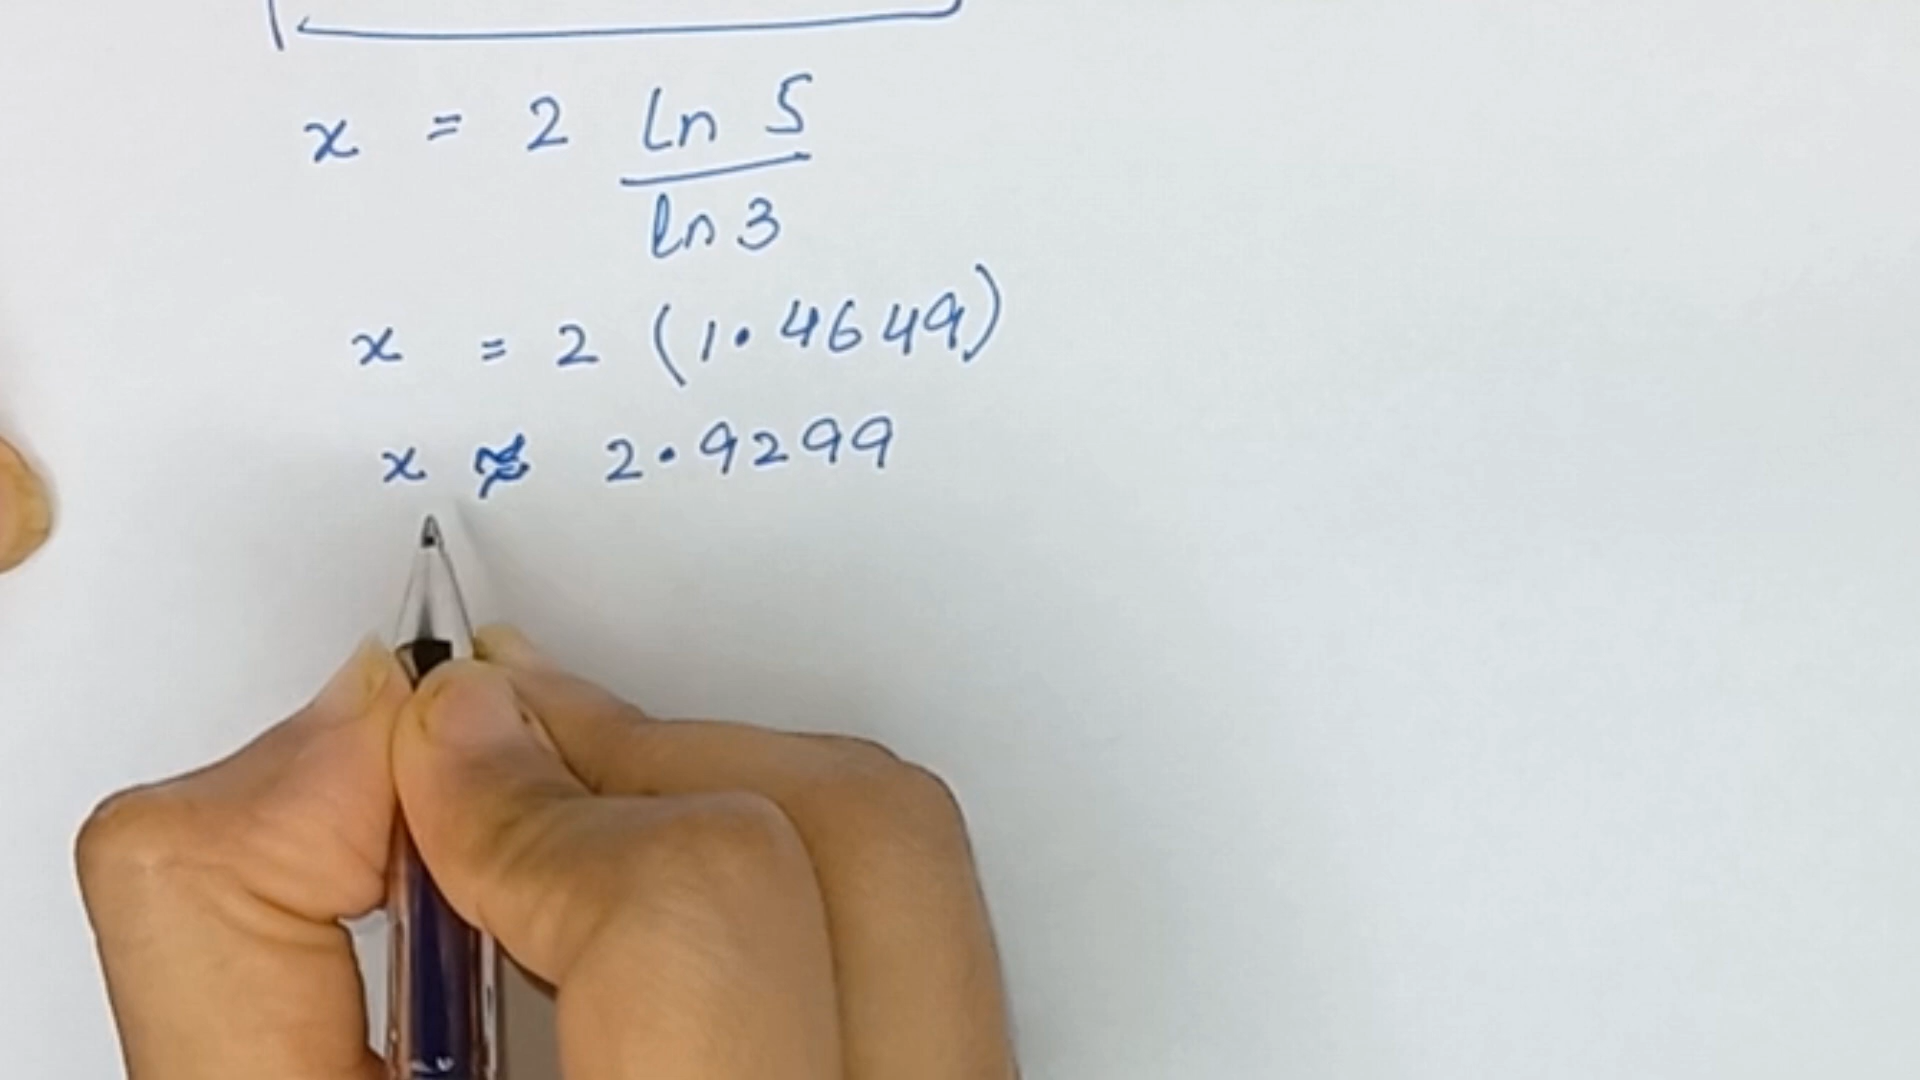 x = 2 ln 5
ln 3
x = 2 (1.4649)
x ≈ 2.9299